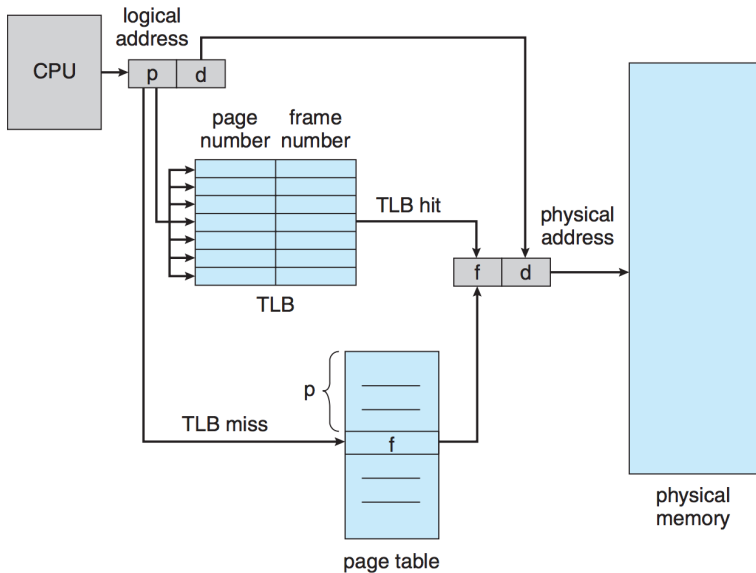 logical
address
CPU
p
d
page
number
frame
number
TLB hit
physical
address
f
d
TLB
p
TLB miss
f
physical
memory
page table